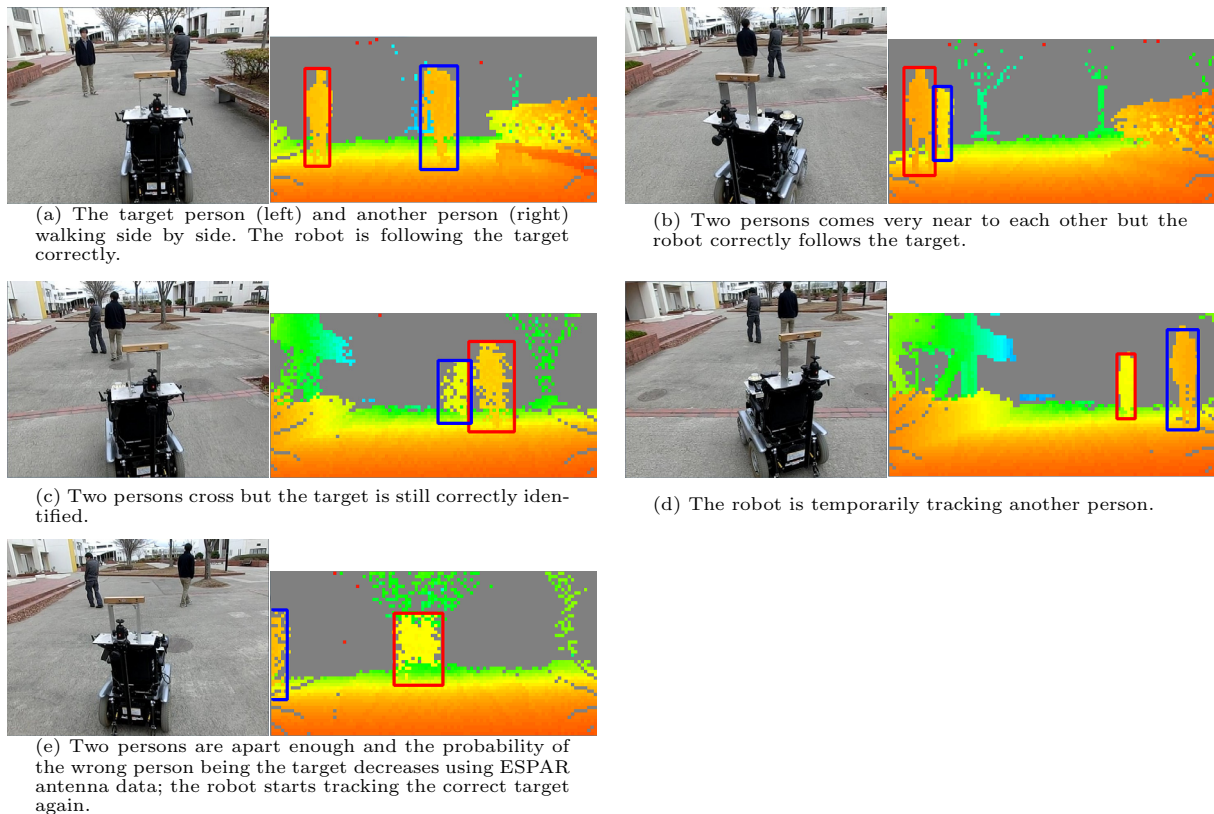 (a) The target person (left) and another person (right)
walking side by side. The robot is following the target
correctly.
(b) Two persons comes very near to each other but the
robot correctly follows the target.
(c) Two persons cross but the target is still correctly iden-
tified.
(d) The robot is temporarily tracking another person.
(e) Two persons are apart enough and the probability of
the wrong person being the target decreases using ESPAR
antenna data; the robot starts tracking the correct target
again.